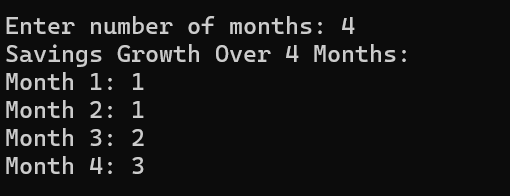 Enter number of months: 4
Savings Growth Over 4 Months:
Month 1: 1
Month 2: 1
Month 3: 2
Month 4: 3